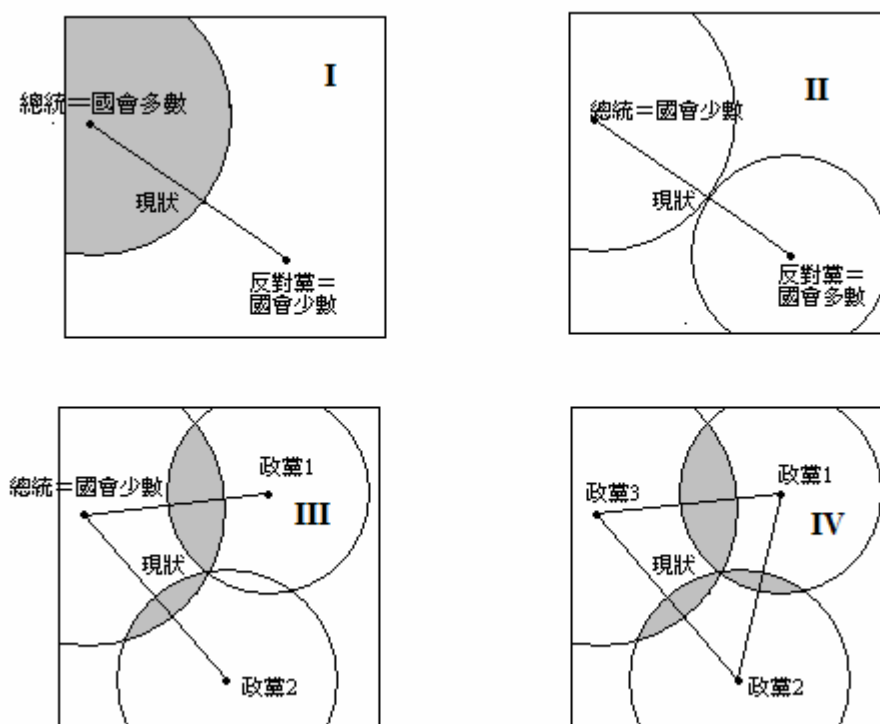 I
總統＝國會多數
現狀
反對黨＝
國會少數
II
總統＝國會少數
現狀
反對黨＝
國會多數
政黨1
總統＝國會少數
III
現狀
政黨2
政黨1
政黨3
IV
現狀
政黨2